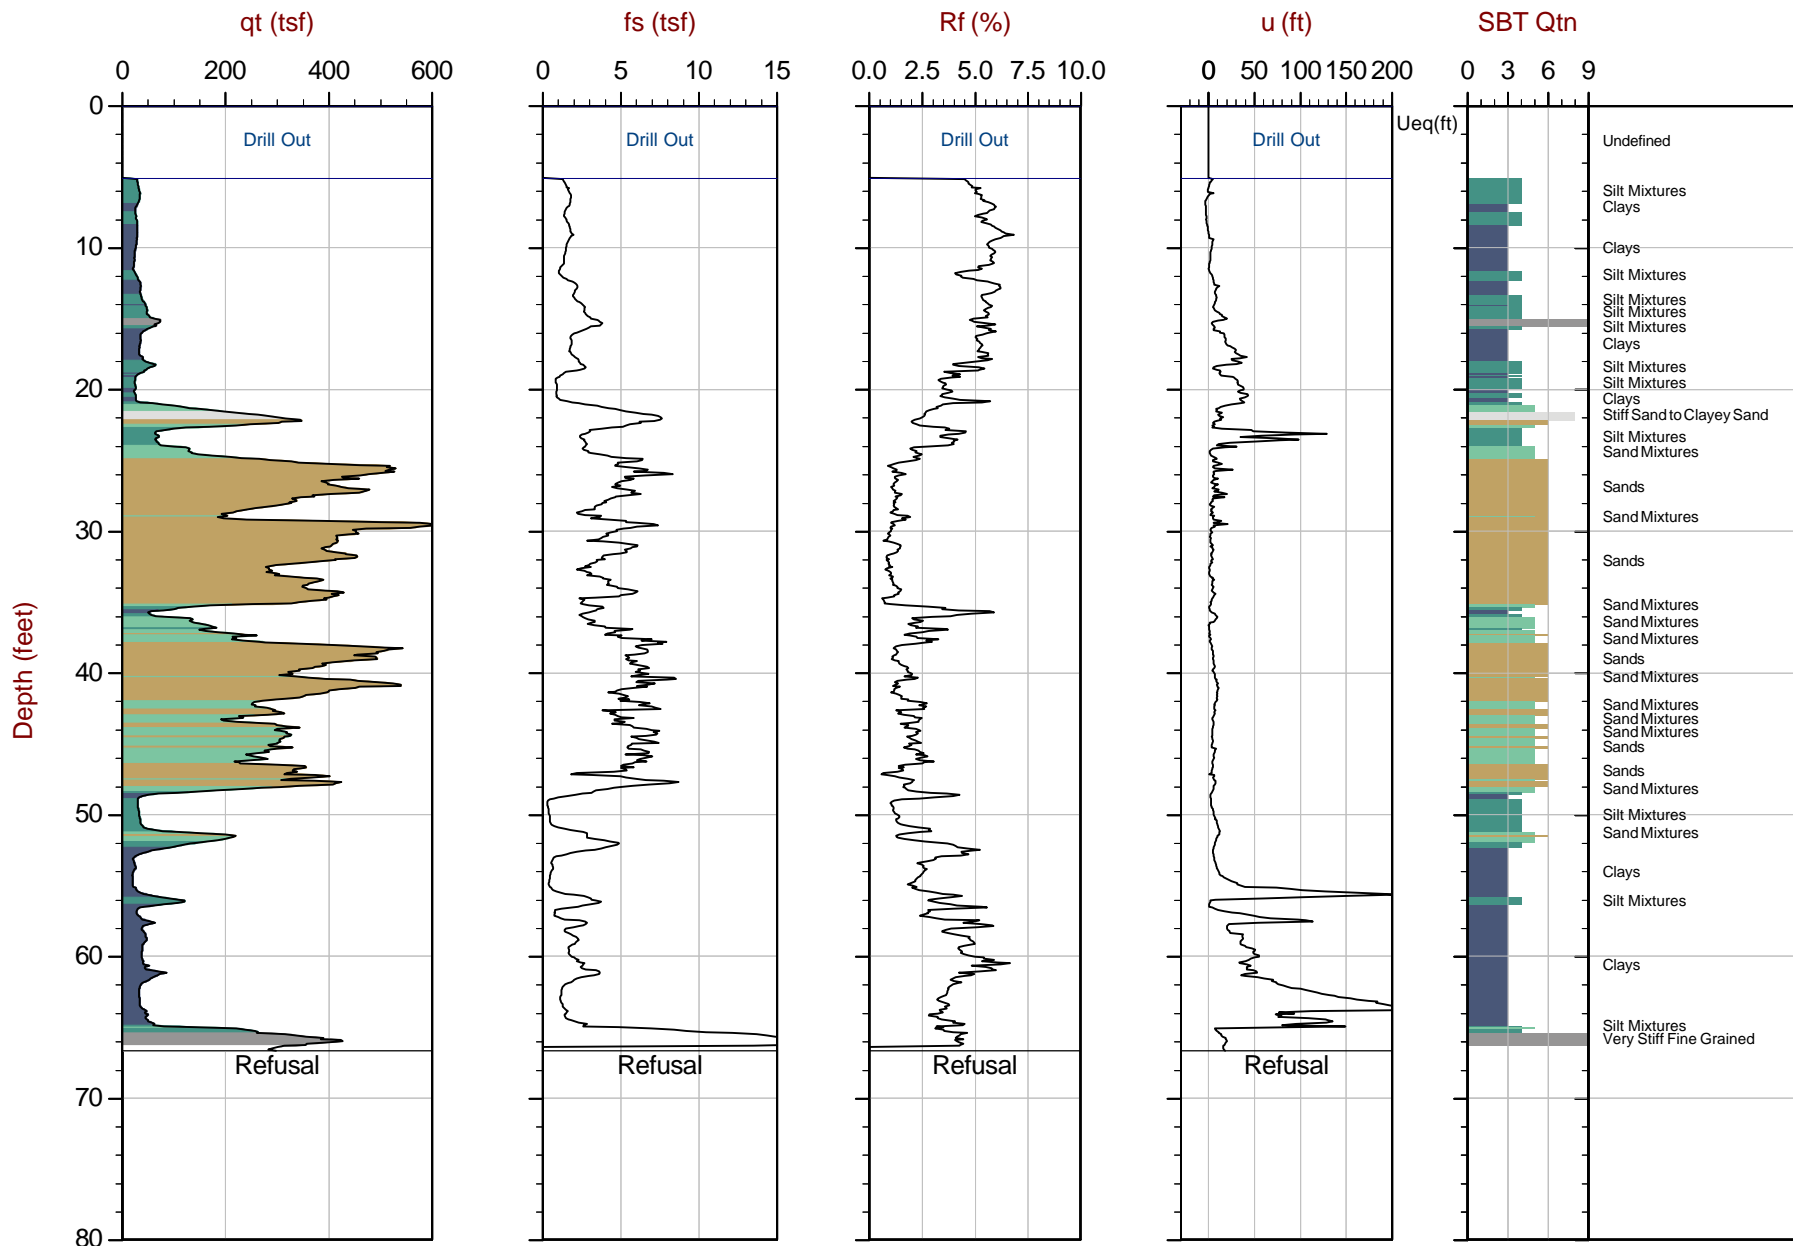 qt (tsf) fs (tsf) Rf (%) u (ft) SBT Qtn
0 200 400 600 0 5 10 15 0.0 2.5 5.0 7.5 10.0 0 50 100 150 200 0 3 6 9
0
Ueq(ft)
Drill Out Drill Out Drill Out Drill Out Undefined
Silt Mixtures
Clays
10 Clays
Silt Mixtures
Silt Mixtures
Silt Mixtures
Silt Mixtures
Clays
Silt Mixtures
20 Silt Mixtures
Clays
Stiff Sand to Clayey Sand
Silt Mixtures
Sand Mixtures
Sands
Sand Mixtures
30
Sands
Sand Mixtures
Sand Mixtures
Sand Mixtures
Sands
40 Sand Mixtures
Depth (feet)
Sand Mixtures
Sand Mixtures
Sand Mixtures
Sands
Sands
Sand Mixtures
50 Silt Mixtures
Sand Mixtures
Clays
Silt Mixtures
60 Clays
Silt Mixtures
Very Stiff Fine Grained
Refusal Refusal Refusal Refusal
70
80